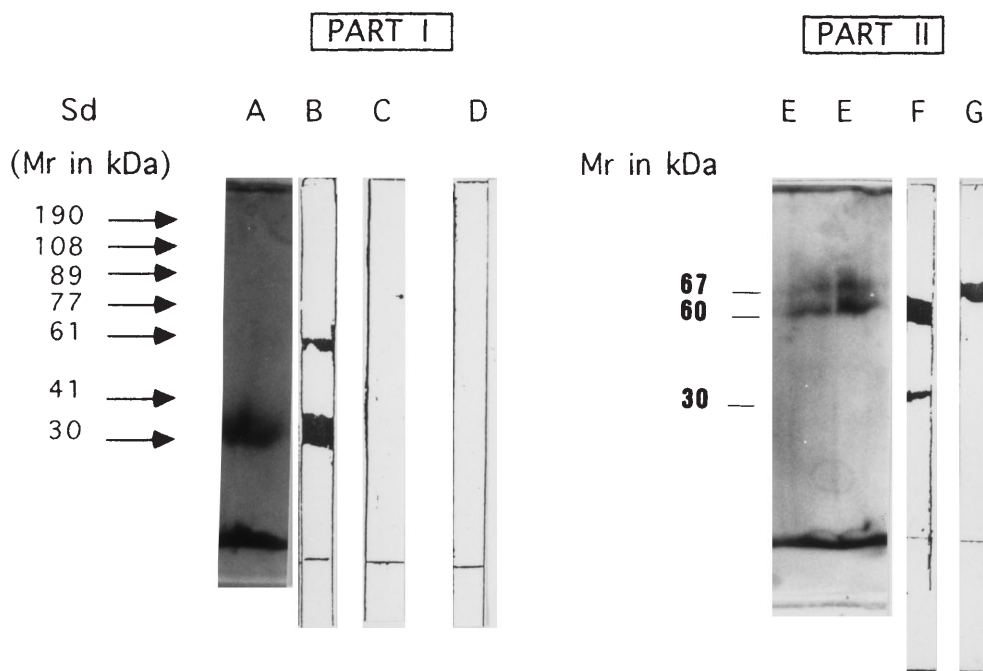 PART I
PART II
Sd
A
B
C
D
E
E
F
G
(Mr in kDa)
Mr in kDa
190
108
89
77
61
41
30
67
60
30